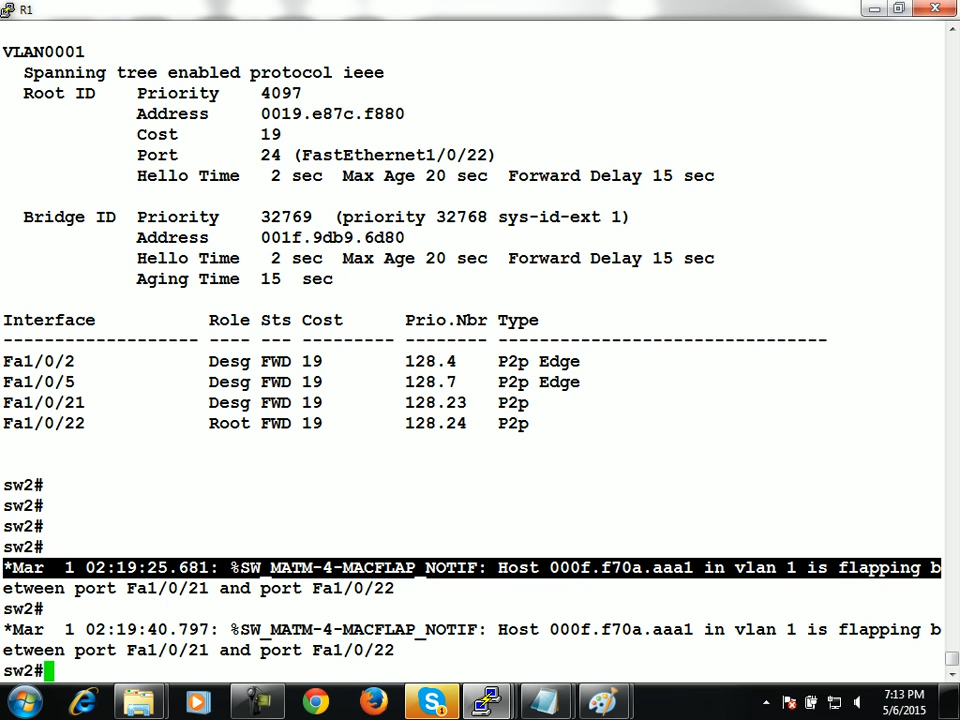 R1
VLAN0001
Spanning tree enabled protocol ieee
Root ID Priority 4097
Address 0019.e87c.f880
Cost 19
Port 24 (FastEthernet1/0/22)
Hello Time 2 sec Max Age 20 sec Forward Delay 15 sec
Bridge ID Priority 32769 (priority 32768 sys-id-ext 1)
Address 001f.9db9.6d80
Hello Time 2 sec Max Age 20 sec Forward Delay 15 sec
Aging Time 15 sec
Interface Role Sts Cost Prio.Nbr Type
------------------- ---- --- --------- -------- --------------------------------
Fa1/0/2 Desg FWD 19 128.4 P2p Edge
Fa1/0/5 Desg FWD 19 128.7 P2p Edge
Fa1/0/21 Desg FWD 19 128.23 P2p
Fa1/0/22 Root FWD 19 128.24 P2p
sw2#
sw2#
sw2#
sw2#
*Mar 1 02:19:25.681: %SW_MATM-4-MACFLAP_NOTIF: Host 000f.f70a.aaa1 in vlan 1 is flapping b
etween port Fa1/0/21 and port Fa1/0/22
sw2#
*Mar 1 02:19:40.797: %SW_MATM-4-MACFLAP_NOTIF: Host 000f.f70a.aaa1 in vlan 1 is flapping b
etween port Fa1/0/21 and port Fa1/0/22
sw2#
7:13 PM
5/6/2015